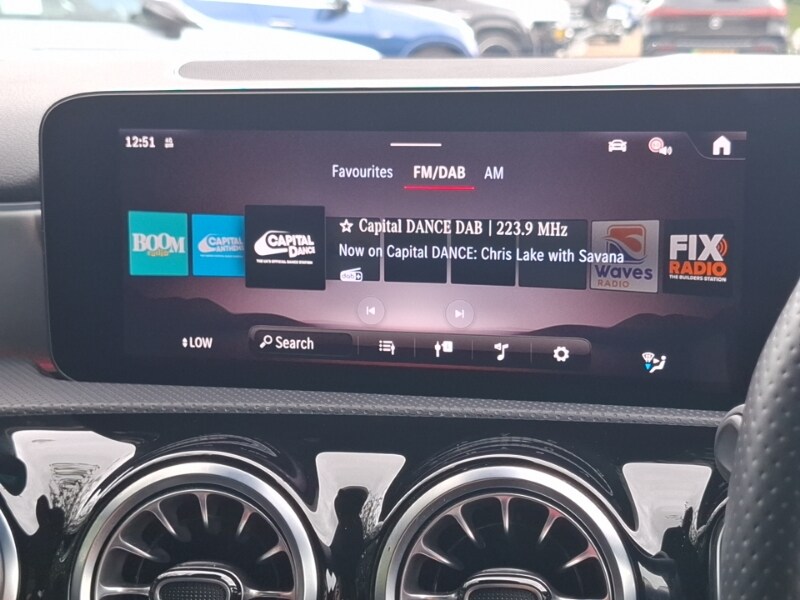 12:51
Favourites FM/DAB AM
BOOM
CAPITAL
CAPITAL
DANCE
☆ Capital DANCE DAB | 223.9 MHz
Now on Capital DANCE: Chris Lake with Savana
Waves
RADIO
FIX
RADIO
THE BUILDERS STATION
LOW
Search